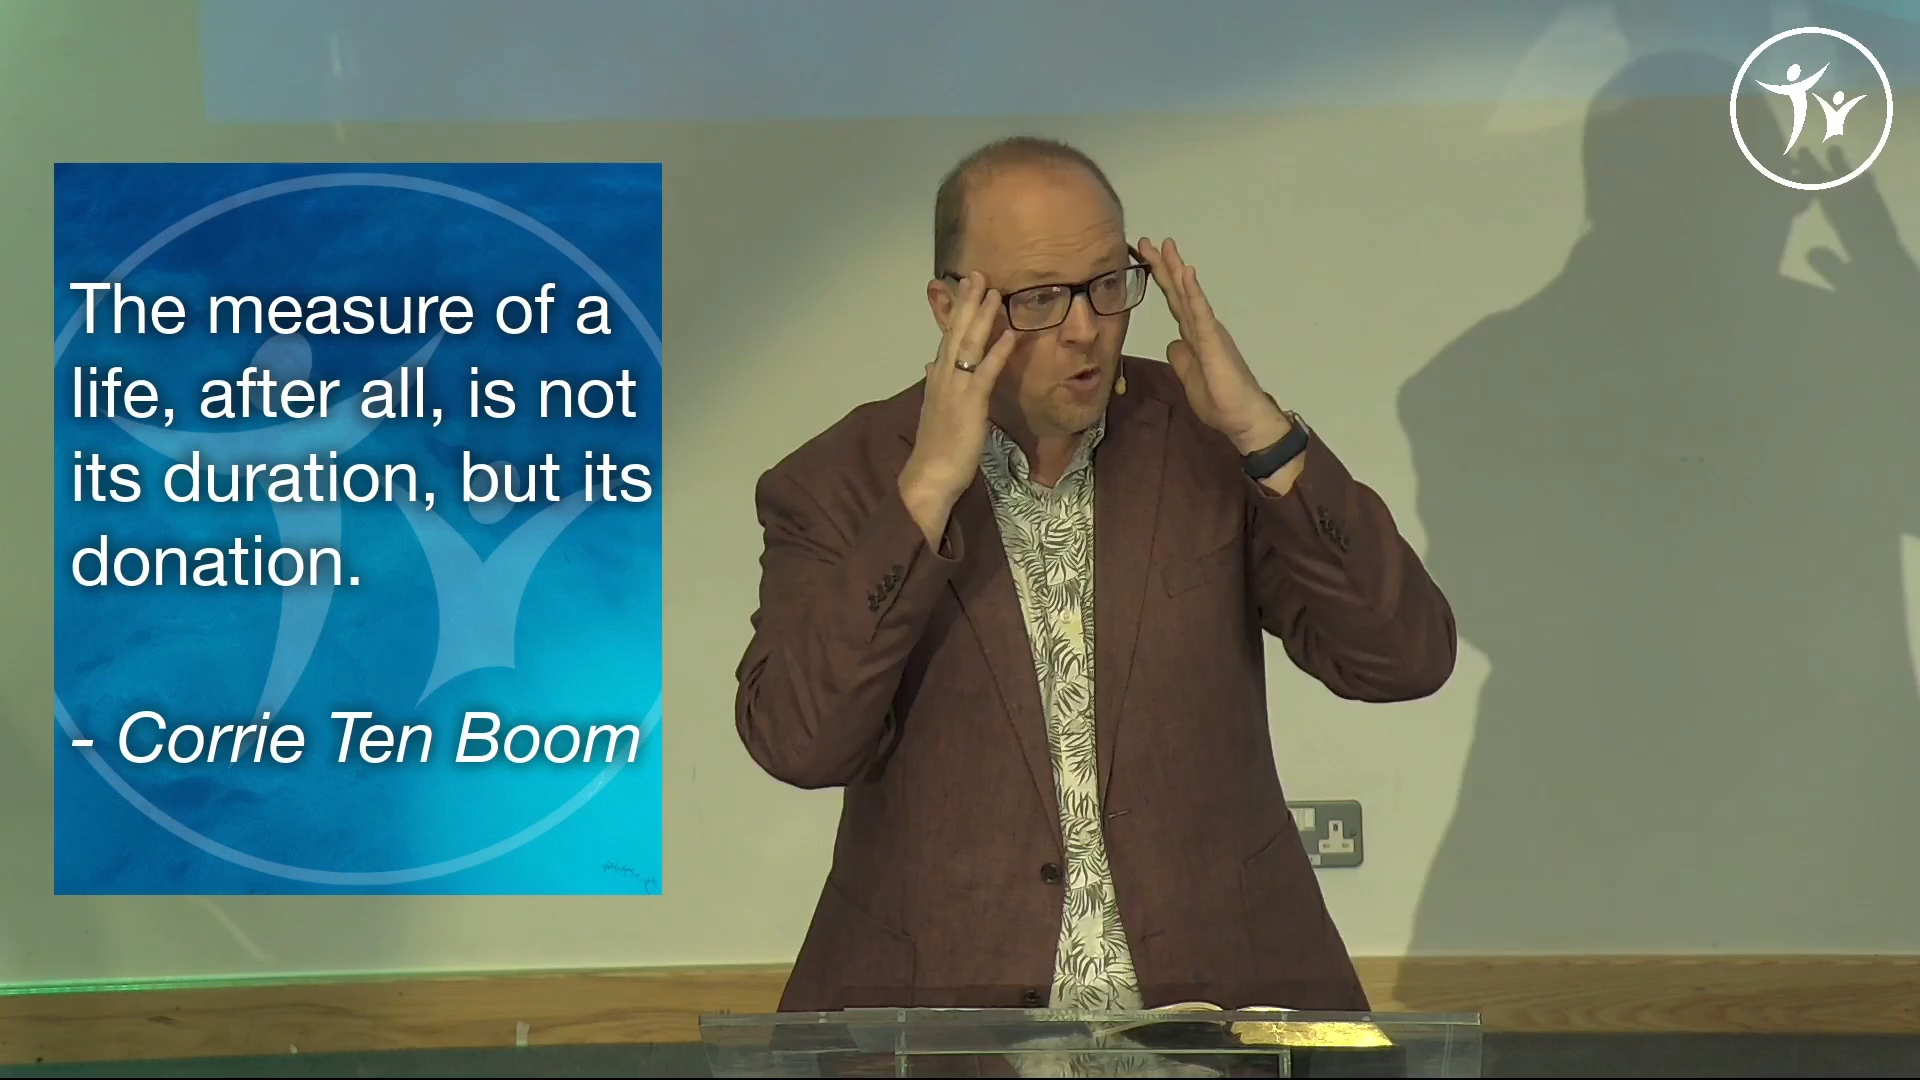 The measure of a
life, after all, is not
its duration, but its
donation.
- Corrie Ten Boom